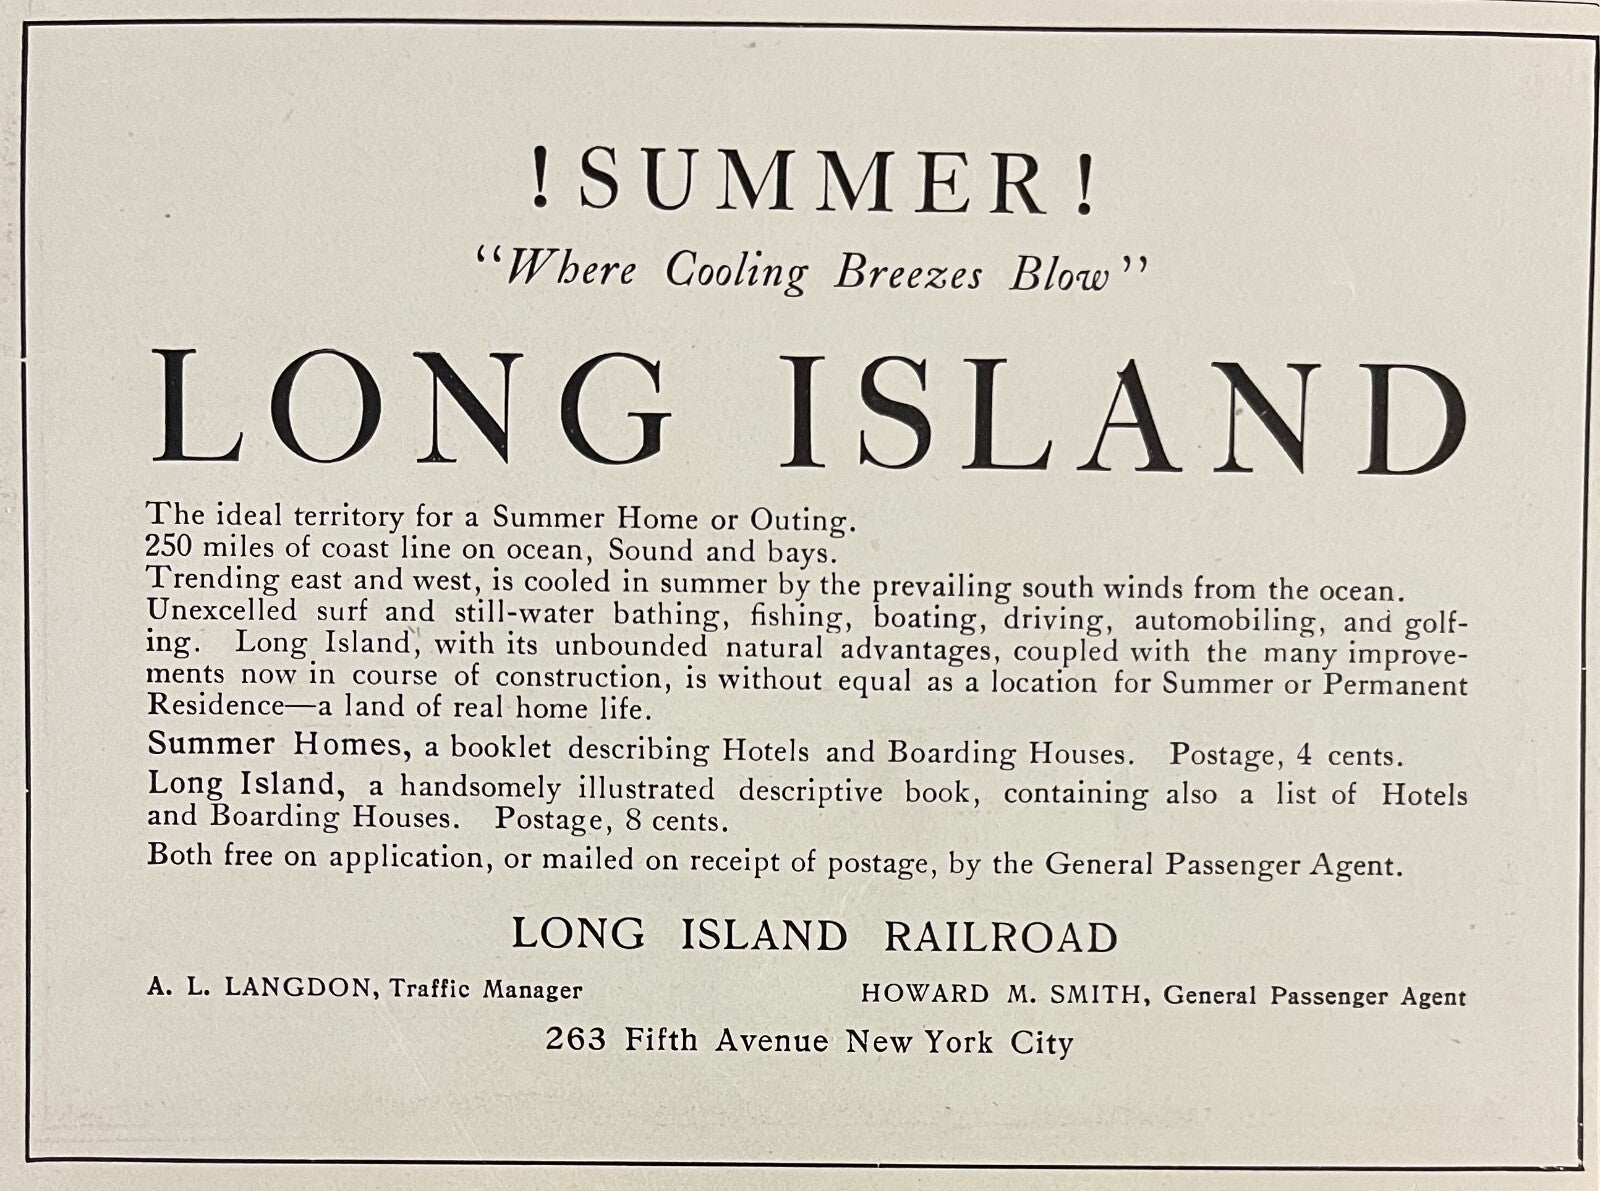 ! SUMMER !
“Where Cooling Breezes Blow”
LONG ISLAND
The ideal territory for a Summer Home or Outing.
250 miles of coast line on ocean, Sound and bays.
Trending east and west, is cooled in summer by the prevailing south winds from the ocean.
Unexcelled surf and still-water bathing, fishing, boating, driving, automobiling, and golf-
ing. Long Island, with its unbounded natural advantages, coupled with the many improve-
ments now in course of construction, is without equal as a location for Summer or Permanent
Residence—a land of real home life.
Summer Homes, a booklet describing Hotels and Boarding Houses. Postage, 4 cents.
Long Island, a handsomely illustrated descriptive book, containing also a list of Hotels
and Boarding Houses. Postage, 8 cents.
Both free on application, or mailed on receipt of postage, by the General Passenger Agent.
LONG ISLAND RAILROAD
A. L. LANGDON, Traffic Manager HOWARD M. SMITH, General Passenger Agent
263 Fifth Avenue New York City